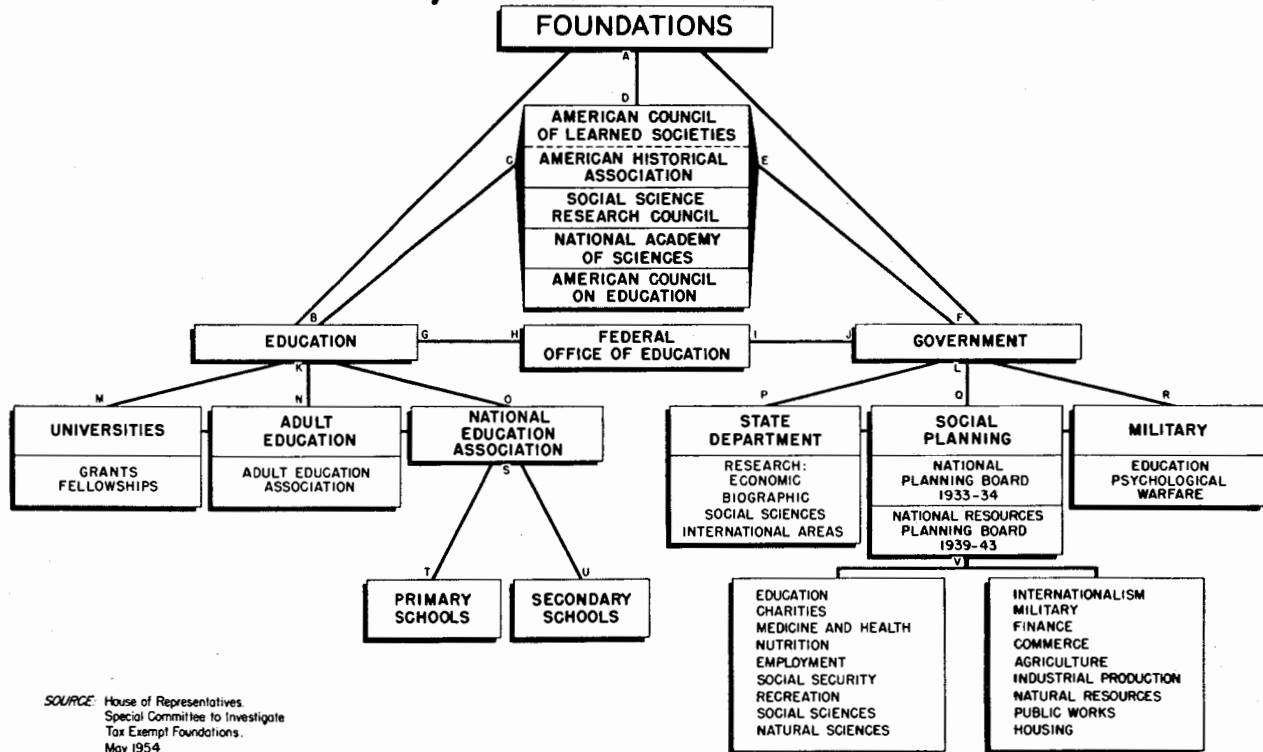 FOUNDATIONS
A
D
AMERICAN COUNCIL
OF LEARNED SOCIETIES
C
AMERICAN HISTORICAL
ASSOCIATION
E
SOCIAL SCIENCE
RESEARCH COUNCIL
NATIONAL ACADEMY
OF SCIENCES
AMERICAN COUNCIL
ON EDUCATION
B
F
EDUCATION
G
H
FEDERAL
OFFICE OF EDUCATION
I
J
GOVERNMENT
K
L
M
N
O
P
Q
R
UNIVERSITIES
GRANTS
FELLOWSHIPS
ADULT
EDUCATION
ADULT EDUCATION
ASSOCIATION
NATIONAL
EDUCATION
ASSOCIATION
S
STATE
DEPARTMENT
RESEARCH:
ECONOMIC
BIOGRAPHIC
SOCIAL SCIENCES
INTERNATIONAL AREAS
SOCIAL
PLANNING
NATIONAL
PLANNING BOARD
1933-34
NATIONAL RESOURCES
PLANNING BOARD
1939-43
MILITARY
EDUCATION
PSYCHOLOGICAL
WARFARE
V
T
U
PRIMARY
SCHOOLS
SECONDARY
SCHOOLS
EDUCATION
CHARITIES
MEDICINE AND HEALTH
NUTRITION
EMPLOYMENT
SOCIAL SECURITY
RECREATION
SOCIAL SCIENCES
NATURAL SCIENCES
INTERNATIONALISM
MILITARY
FINANCE
COMMERCE
AGRICULTURE
INDUSTRIAL PRODUCTION
NATURAL RESOURCES
PUBLIC WORKS
HOUSING
SOURCE: House of Representatives.
Special Committee to Investigate
Tax Exempt Foundations.
May 1954